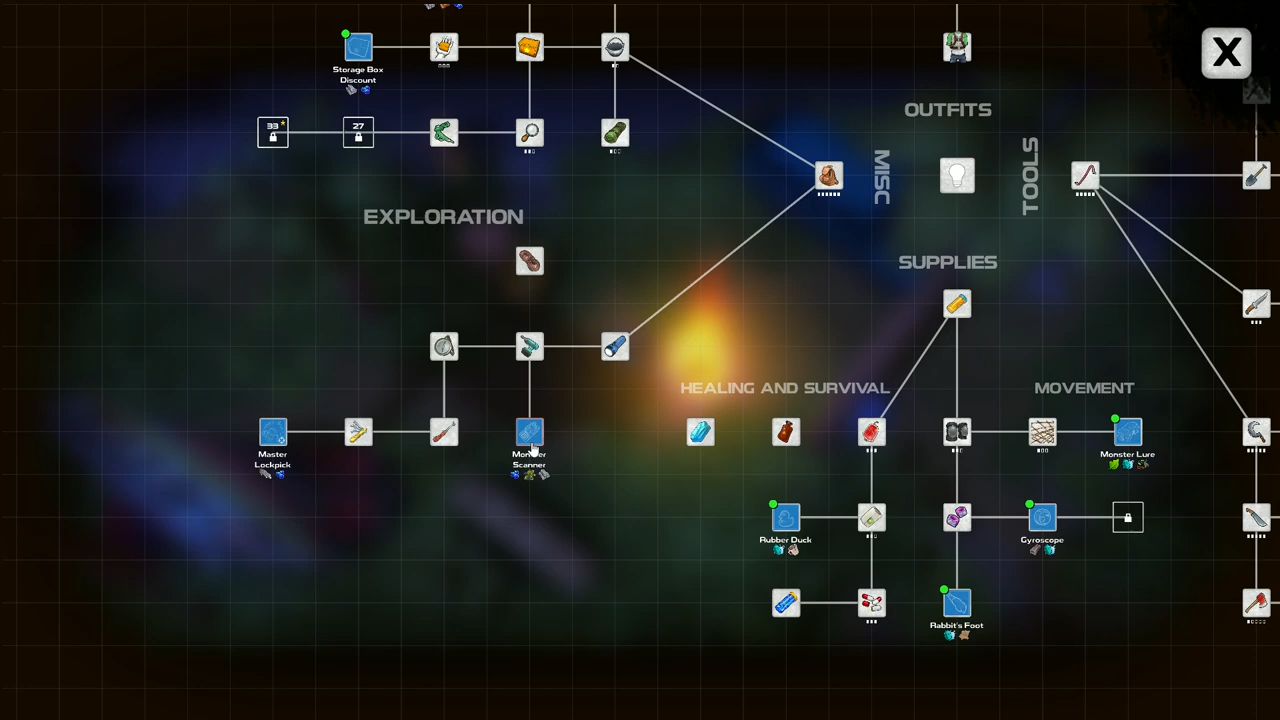 X
Storage Box
Discount
OUTFITS
33
27
MISC
TOOLS
EXPLORATION
SUPPLIES
HEALING AND SURVIVAL
MOVEMENT
Master
Lockpick
Monster
Scanner
Monster Lure
Rubber Duck
Gyroscope
Rabbit's Foot